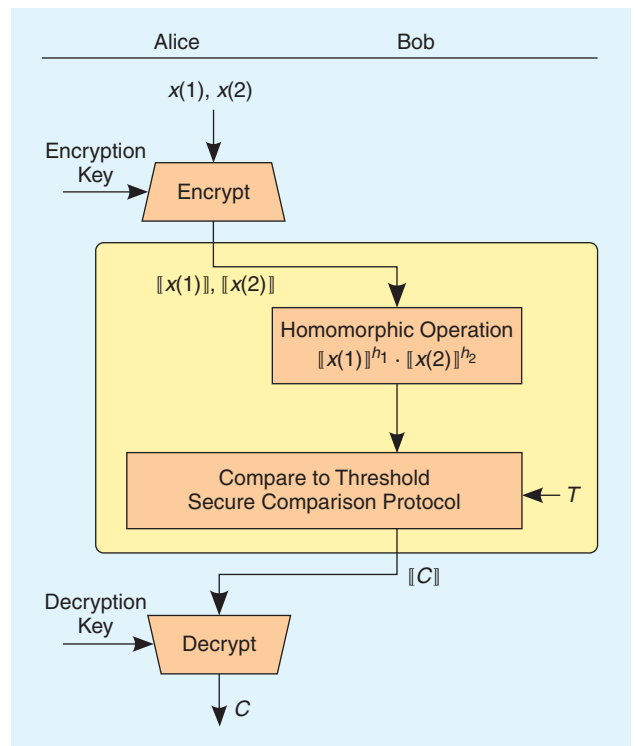 Alice
Bob
x(1), x(2)
Encryption
Key
Encrypt
⟦x(1)⟧, ⟦x(2)⟧
Homomorphic Operation
⟦x(1)⟧^h₁ · ⟦x(2)⟧^h₂
Compare to Threshold
Secure Comparison Protocol
T
⟦C⟧
Decryption
Key
Decrypt
C